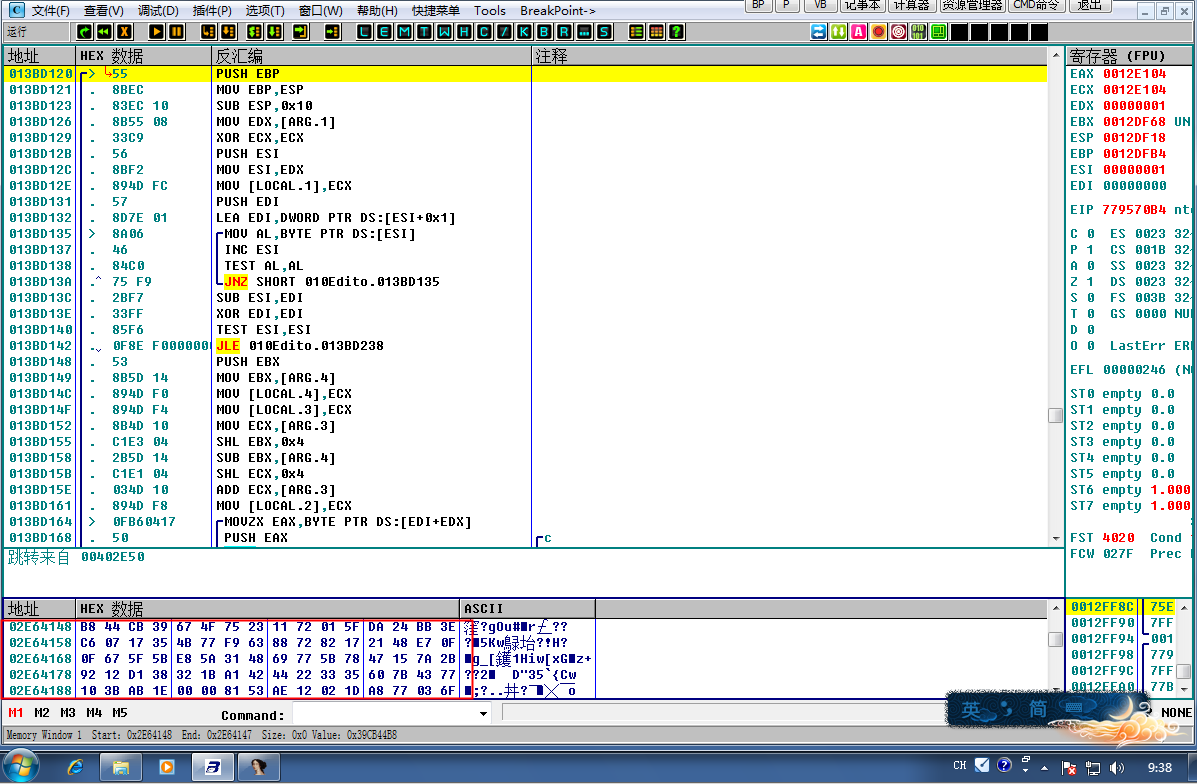 文件(F) 查看(V) 调试(D) 插件(P) 选项(T) 窗口(W) 帮助(H) 快捷菜单 Tools BreakPoint-> BP P VB 记事本 计算器 资源管理器 CMD命令 退出
运行 L E M T W H C / K B R ... S ?
地址 HEX 数据 反汇编 注释 寄存器 (FPU)
013BD120 > 55 PUSH EBP
013BD121 . 8BEC MOV EBP,ESP
013BD123 . 83EC 10 SUB ESP,0x10
013BD126 . 8B55 08 MOV EDX,[ARG.1]
013BD129 . 33C9 XOR ECX,ECX
013BD12B . 56 PUSH ESI
013BD12C . 8BF2 MOV ESI,EDX
013BD12E . 894D FC MOV [LOCAL.1],ECX
013BD131 . 57 PUSH EDI
013BD132 . 8D7E 01 LEA EDI,DWORD PTR DS:[ESI+0x1]
013BD135 > 8A06 MOV AL,BYTE PTR DS:[ESI]
013BD137 . 46 INC ESI
013BD138 . 84C0 TEST AL,AL
013BD13A .^ 75 F9 JNZ SHORT 010Edito.013BD135
013BD13C . 2BF7 SUB ESI,EDI
013BD13E . 33FF XOR EDI,EDI
013BD140 . 85F6 TEST ESI,ESI
013BD142 . 0F8E F000000 JLE 010Edito.013BD238
013BD148 . 53 PUSH EBX
013BD149 . 8B5D 14 MOV EBX,[ARG.4]
013BD14C . 894D F0 MOV [LOCAL.4],ECX
013BD14F . 894D F4 MOV [LOCAL.3],ECX
013BD152 . 8B4D 10 MOV ECX,[ARG.3]
013BD155 . C1E3 04 SHL EBX,0x4
013BD158 . 2B5D 14 SUB EBX,[ARG.4]
013BD15B . C1E1 04 SHL ECX,0x4
013BD15E . 034D 10 ADD ECX,[ARG.3]
013BD161 . 894D F8 MOV [LOCAL.2],ECX
013BD164 > 0FB60417 MOVZX EAX,BYTE PTR DS:[EDI+EDX]
013BD168 . 50 PUSH EAX c
EAX 0012E104
ECX 0012E104
EDX 00000001
EBX 0012DF68 UN
ESP 0012DF18
EBP 0012DFB4
ESI 00000001
EDI 00000000
EIP 779570B4 nt
C 0 ES 0023 32
P 1 CS 001B 32
A 0 SS 0023 32
Z 1 DS 0023 32
S 0 FS 003B 32
T 0 GS 0000 NU
D 0
O 0 LastErr ER
EFL 00000246 (N
ST0 empty 0.0
ST1 empty 0.0
ST2 empty 0.0
ST3 empty 0.0
ST4 empty 0.0
ST5 empty 0.0
ST6 empty 1.000
ST7 empty 1.000
FST 4020 Cond
FCW 027F Prec
跳转来自 00402E50
地址 HEX 数据 ASCII
02E64148 B8 44 CB 39 67 4F 75 23 11 72 01 5F DA 24 BB 3E
02E64158 C6 07 17 35 4B 77 F9 63 88 72 82 17 21 48 E7 0F
02E64168 0F 67 5F 5B E8 5A 31 48 69 77 5B 78 47 15 7A 2B
02E64178 92 12 D1 38 32 1B A1 42 44 22 33 35 60 7B 43 77
02E64188 10 3B AB 1E 00 00 81 53 AE 12 02 1D A8 77 03 6F
0012FF8C 75E
0012FF90 7FF
0012FF94 001
0012FF98 779
0012FF9C 7FF
0012FFA0 77B
M1 M2 M3 M4 M5 Command: NONE
英 简
Memory Window 1 Start: 0x2E64148 End: 0x2E64147 Size: 0x0 Value: 0x39CB44B8
CH 9:38